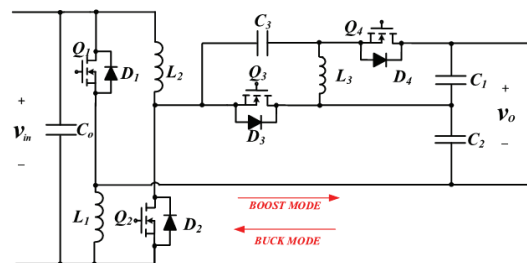 C3
Q4
Q1
D1
L2
Q3
L3
D4
C1
+
vin
−
Co
D3
C2
+
vo
−
L1
Q2
D2
BOOST MODE
BUCK MODE